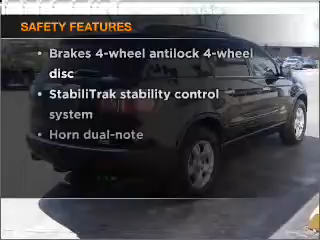 SAFETY FEATURES
• Brakes 4-wheel antilock 4-wheel
disc
• StabiliTrak stability control
system
• Horn dual-note